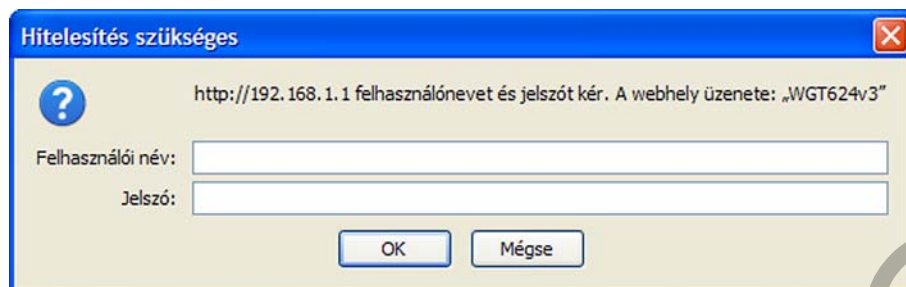 Hitelesítés szükséges
http://192.168.1.1 felhasználónevet és jelszót kér. A webhely üzenete: „WGT624v3”
Felhasználói név:
Jelszó:
OK Mégse